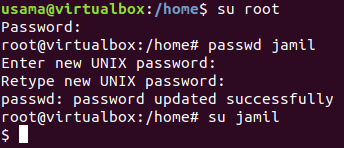 usama@virtualbox:/home$ su root
Password:
root@virtualbox:/home# passwd jamil
Enter new UNIX password:
Retype new UNIX password:
passwd: password updated successfully
root@virtualbox:/home# su jamil
$